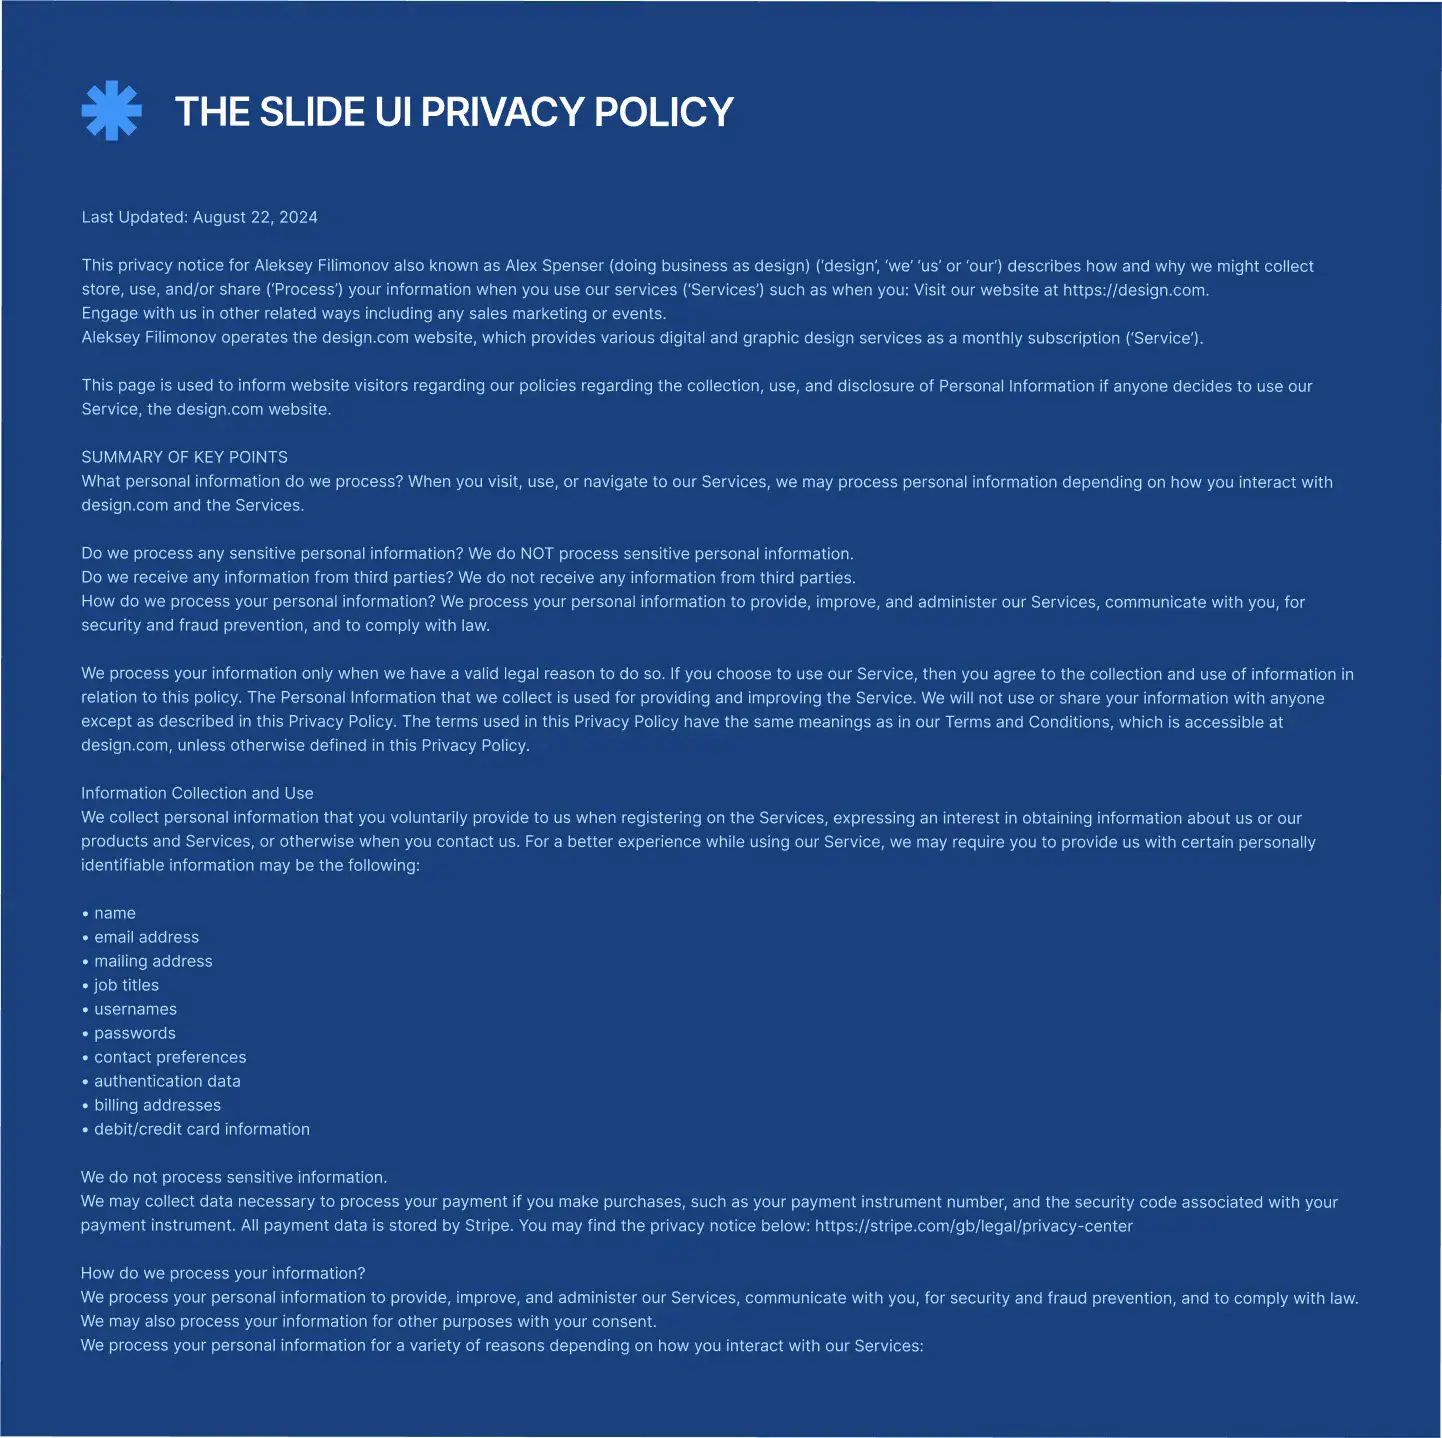 THE SLIDE UI PRIVACY POLICY
Last Updated: August 22, 2024
This privacy notice for Aleksey Filimonov also known as Alex Spenser (doing business as design) (‘design’, ‘we’ ‘us’ or ‘our’) describes how and why we might collect
store, use, and/or share (‘Process’) your information when you use our services (‘Services’) such as when you: Visit our website at https://design.com.
Engage with us in other related ways including any sales marketing or events.
Aleksey Filimonov operates the design.com website, which provides various digital and graphic design services as a monthly subscription (‘Service’).
This page is used to inform website visitors regarding our policies regarding the collection, use, and disclosure of Personal Information if anyone decides to use our
Service, the design.com website.
SUMMARY OF KEY POINTS
What personal information do we process? When you visit, use, or navigate to our Services, we may process personal information depending on how you interact with
design.com and the Services.
Do we process any sensitive personal information? We do NOT process sensitive personal information.
Do we receive any information from third parties? We do not receive any information from third parties.
How do we process your personal information? We process your personal information to provide, improve, and administer our Services, communicate with you, for
security and fraud prevention, and to comply with law.
We process your information only when we have a valid legal reason to do so. If you choose to use our Service, then you agree to the collection and use of information in
relation to this policy. The Personal Information that we collect is used for providing and improving the Service. We will not use or share your information with anyone
except as described in this Privacy Policy. The terms used in this Privacy Policy have the same meanings as in our Terms and Conditions, which is accessible at
design.com, unless otherwise defined in this Privacy Policy.
Information Collection and Use
We collect personal information that you voluntarily provide to us when registering on the Services, expressing an interest in obtaining information about us or our
products and Services, or otherwise when you contact us. For a better experience while using our Service, we may require you to provide us with certain personally
identifiable information may be the following:
• name
• email address
• mailing address
• job titles
• usernames
• passwords
• contact preferences
• authentication data
• billing addresses
• debit/credit card information
We do not process sensitive information.
We may collect data necessary to process your payment if you make purchases, such as your payment instrument number, and the security code associated with your
payment instrument. All payment data is stored by Stripe. You may find the privacy notice below: https://stripe.com/gb/legal/privacy-center
How do we process your information?
We process your personal information to provide, improve, and administer our Services, communicate with you, for security and fraud prevention, and to comply with law.
We may also process your information for other purposes with your consent.
We process your personal information for a variety of reasons depending on how you interact with our Services: